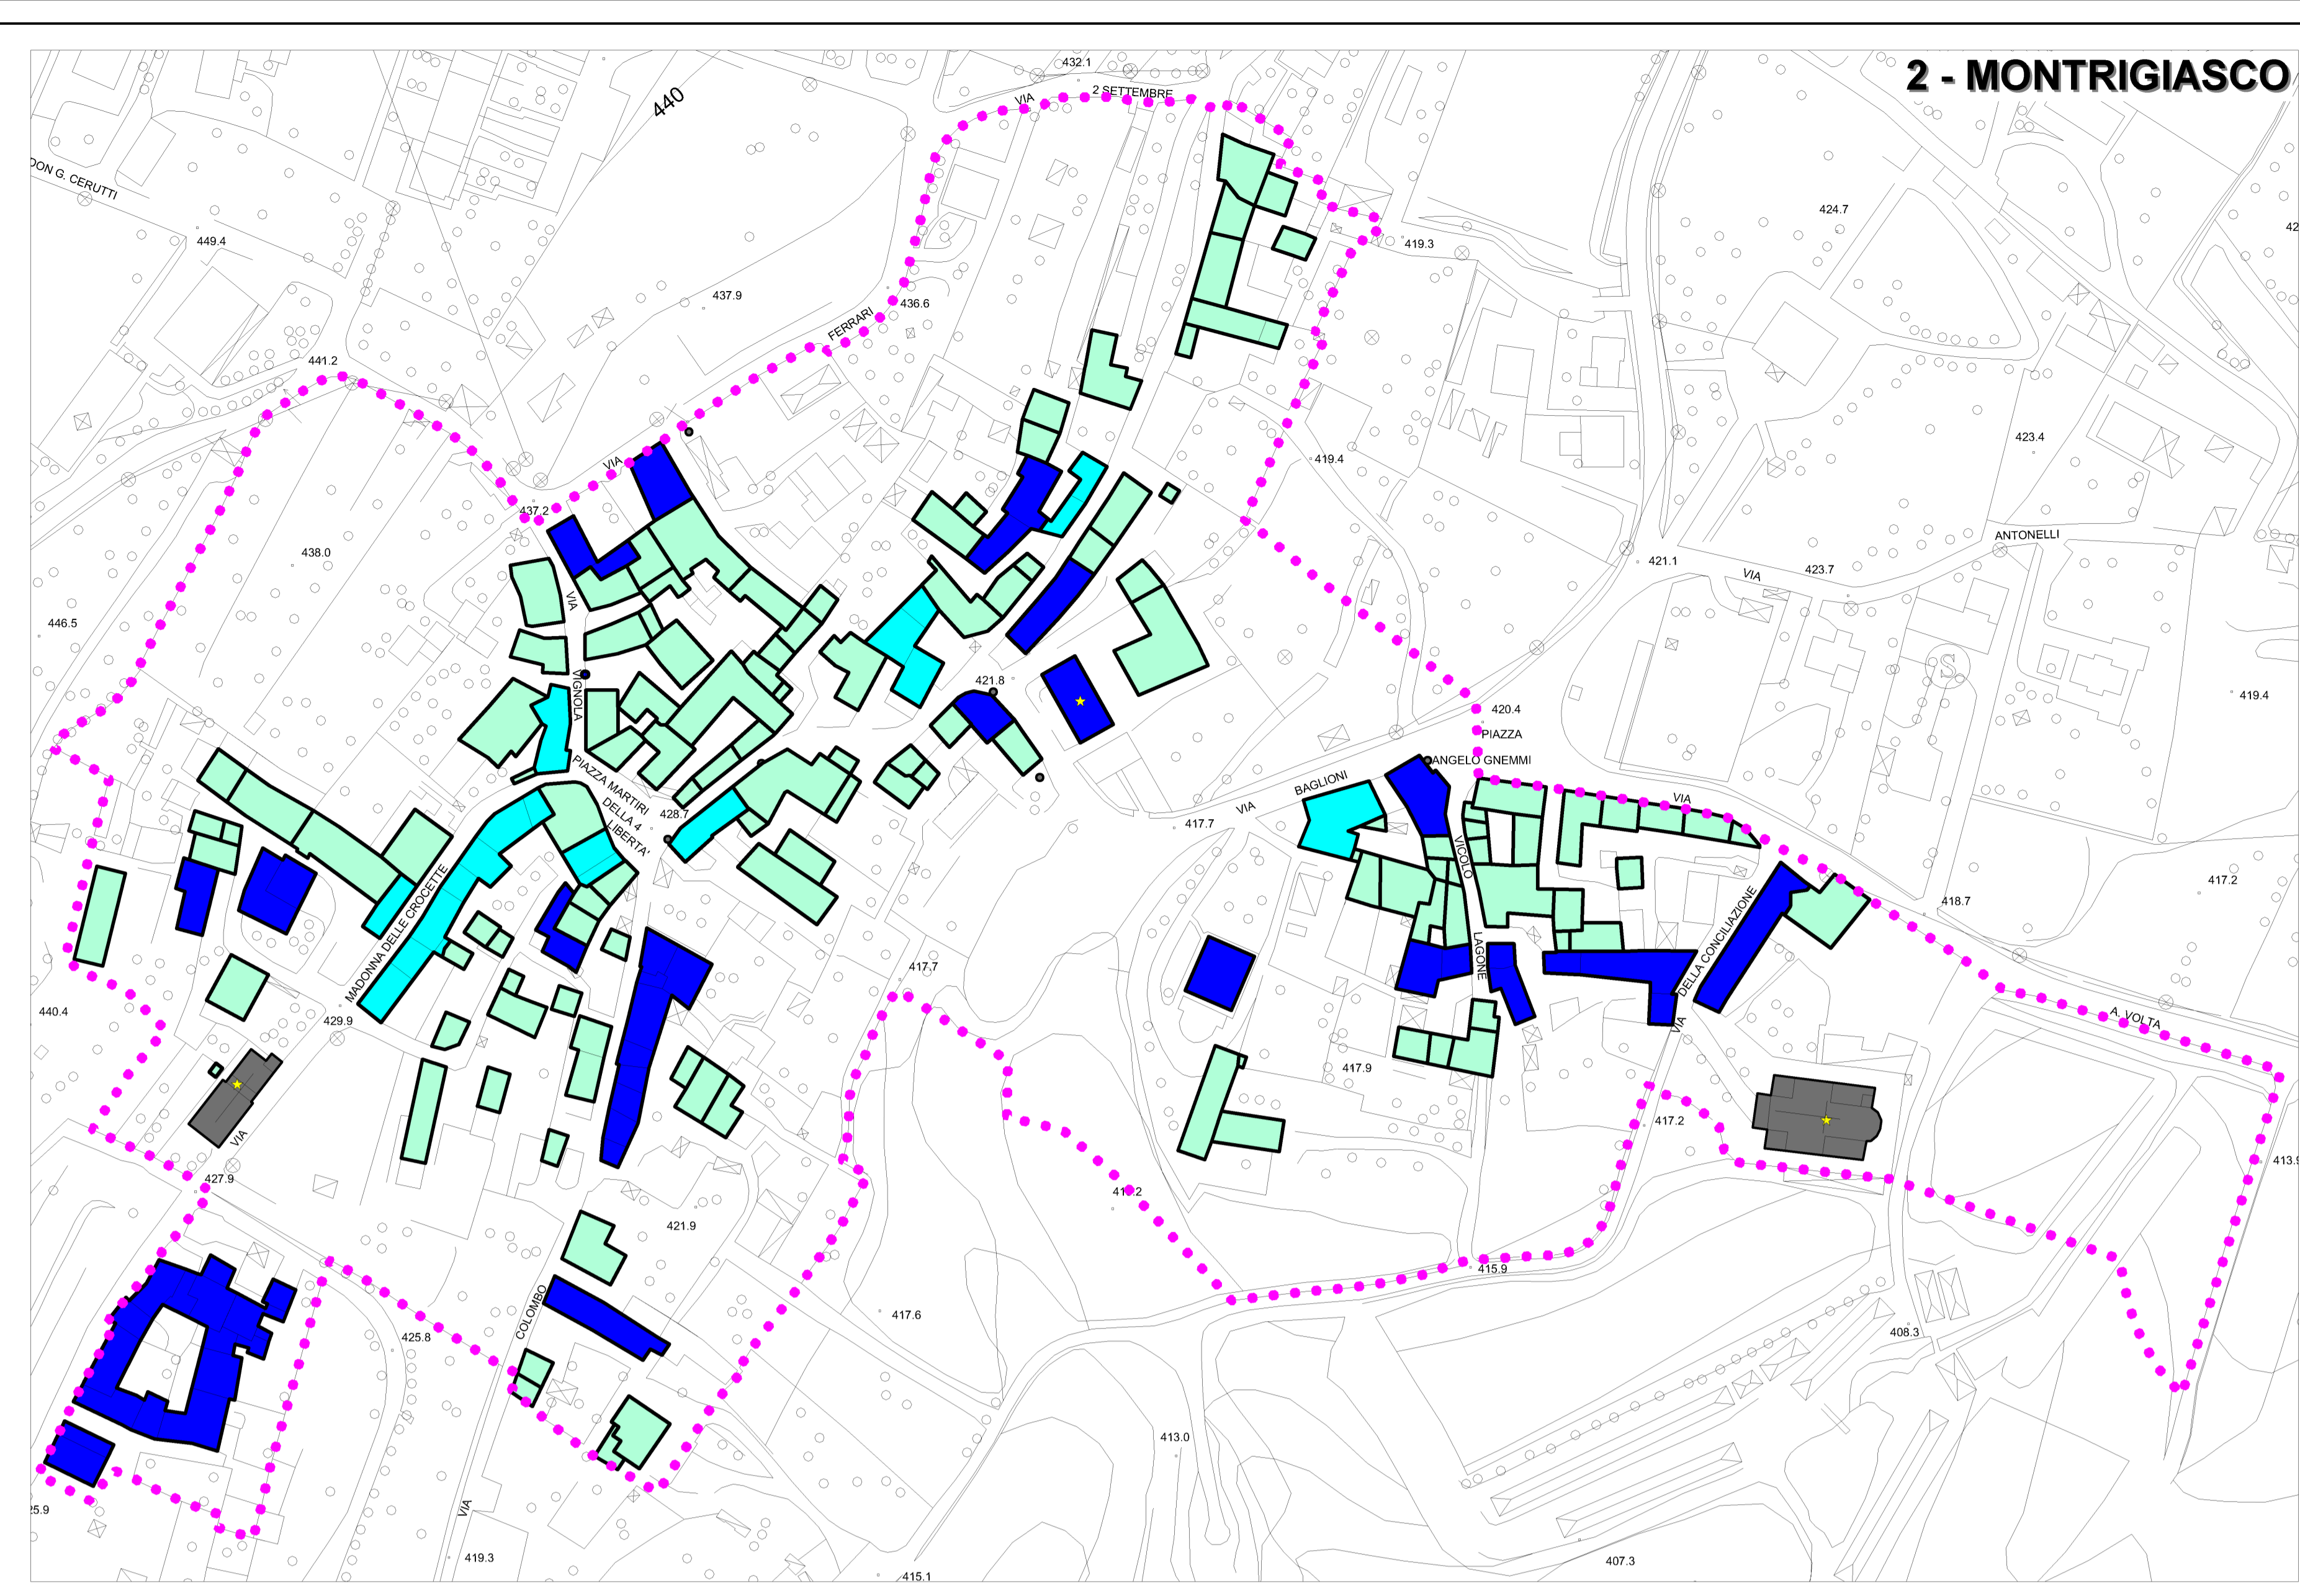 2 - MONTRIGIASCO
432.1
VIA
2 SETTEMBRE
440
DON G. CERUTTI
449.4
424.7
419.3
42
437.9
436.6
FERRARI
441.2
423.4
VIA
419.4
437.2
438.0
ANTONELLI
421.1
VIA
423.7
VIA
446.5
S
VIGNOLA
421.8
419.4
420.4
PIAZZA
ANGELO GNEMMI
PIAZZA MARTIRI
DELLA 4
LIBERTA'
428.7
BAGLIONI
VIA
VIA
417.7
VICOLO
LAGONE
417.2
418.7
DELLA CONCILIAZIONE
VIA
MADONNA DELLE CROCETTE
417.7
440.4
429.9
A. VOLTA
417.9
417.2
VIA
413.9
427.9
421.9
415.9
COLOMBO
417.6
425.8
408.3
413.0
25.9
VIA
419.3
415.1
407.3